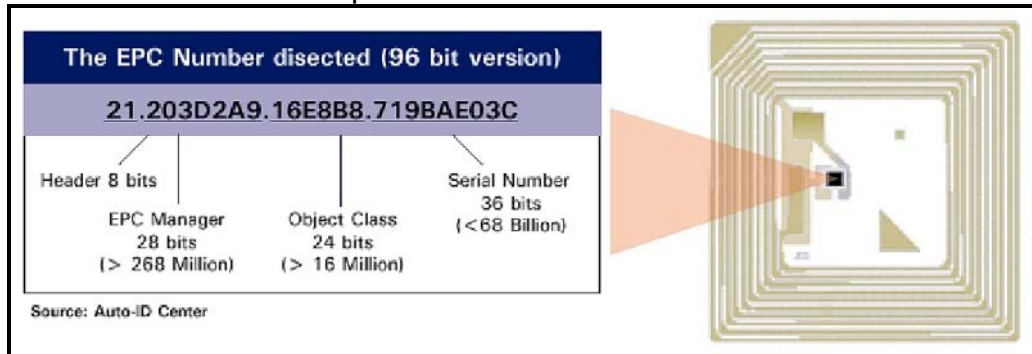 The EPC Number disected (96 bit version)
21.203D2A9.16E8B8.719BAE03C
Header 8 bits
EPC Manager
28 bits
(> 268 Million)
Object Class
24 bits
(> 16 Million)
Serial Number
36 bits
(<68 Billion)
Source: Auto-ID Center